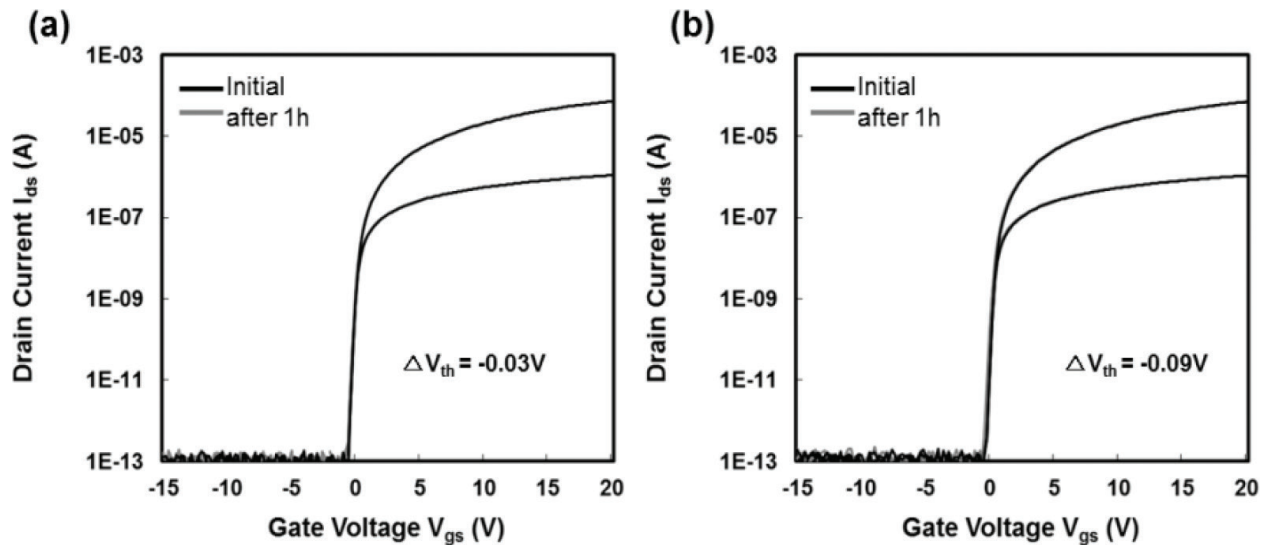 (a)
Drain Current Ids (A)
1E-03
1E-05
1E-07
1E-09
1E-11
1E-13
Initial
after 1h
△ Vth = -0.03V
-15 -10 -5 0 5 10 15 20
Gate Voltage Vgs (V)
(b)
Drain Current Ids (A)
1E-03
1E-05
1E-07
1E-09
1E-11
1E-13
Initial
after 1h
△ Vth = -0.09V
-15 -10 -5 0 5 10 15 20
Gate Voltage Vgs (V)